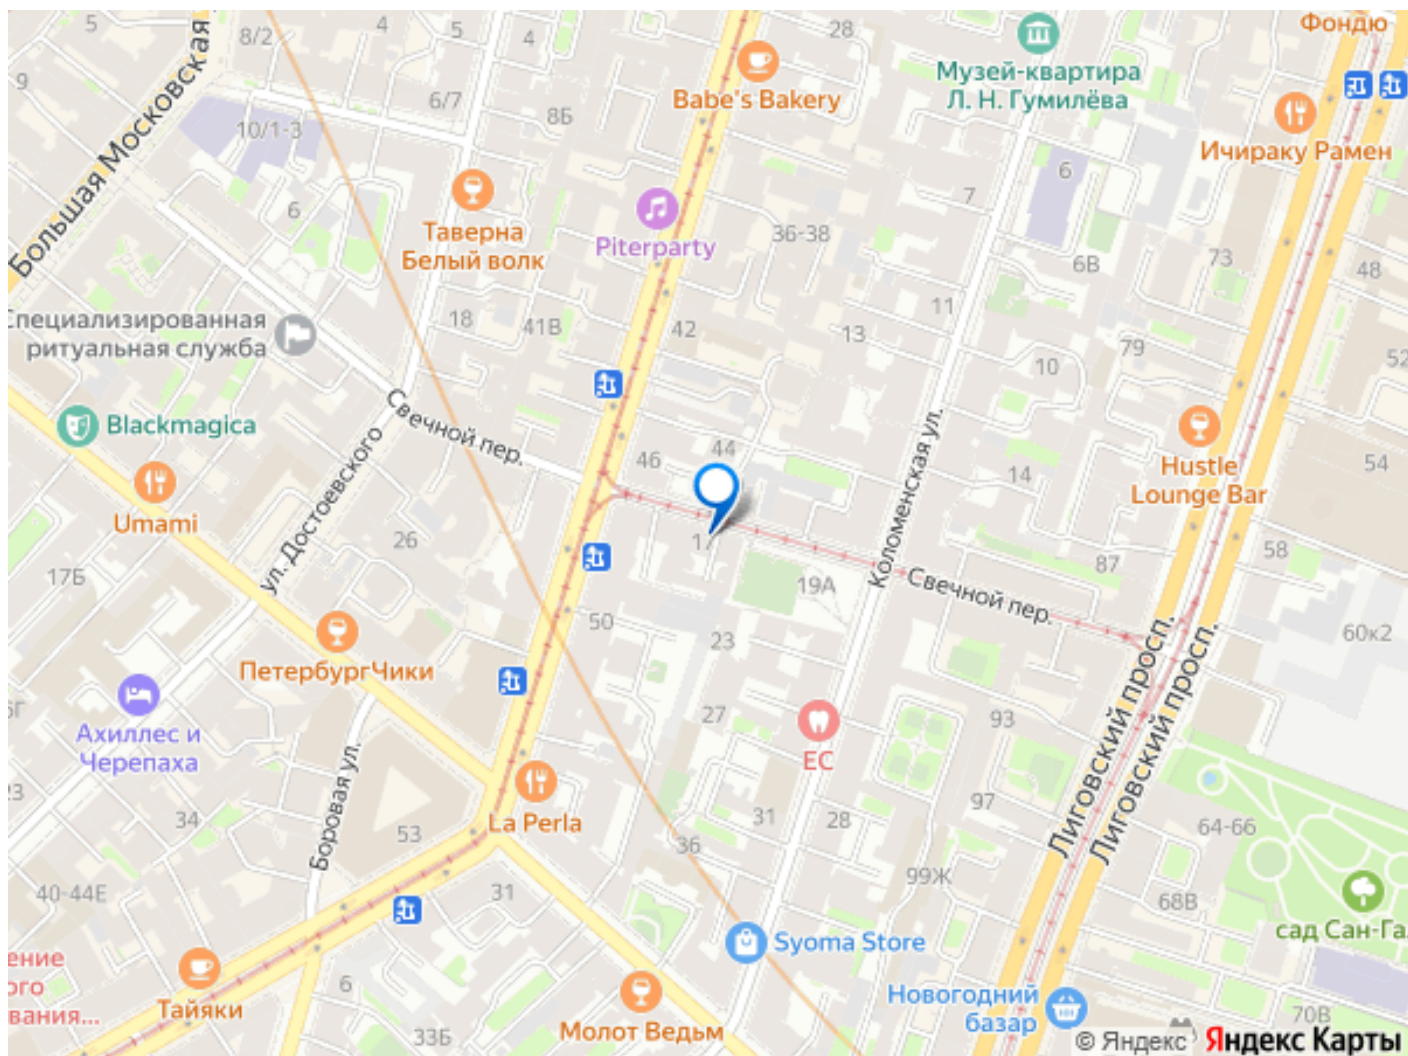 5
8/2
4
5
4
28
Фондю
9
Большая Московская
6/7
8Б
Babe's Bakery
Музей-квартира
Л. Н. Гумилёва
Ичираку Рамен
10/1-3
6
7
6
Таверна
Белый волк
Piterparty
36-38
6В
73
48
Специализированная
ритуальная служба
18
41В
42
11
13
10
79
52
Blackmagica
Свечной пер.
ул. Достоевского
46
44
Коломенская ул.
14
Hustle
Lounge Bar
54
Umami
26
17
17Б
19А
Свечной пер.
87
58
50
23
60к2
ПетербургЧики
Лиговский просп.
Лиговский просп.
Ахиллес и
Черепаха
27
ЕС
93
23
34
Боровая ул.
53
La Perla
31
28
97
64-66
36
99Ж
40-44Е
31
68В
сад Сан-Га
Syoma Store
ение
ого
вания...
Тайяки
6
33Б
Молот Ведьм
Новогодний
базар
70В
© Яндекс Яндекс Карты